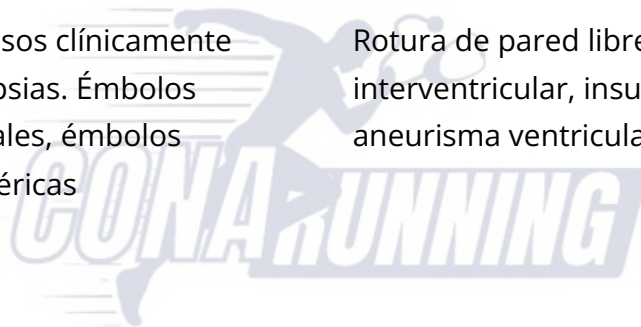 sos clínicamente
psias. Émbolos
ales, émbolos
éricas
Rotura de pared libre
interventricular, insu
aneurisma ventricula
CONARUNNING